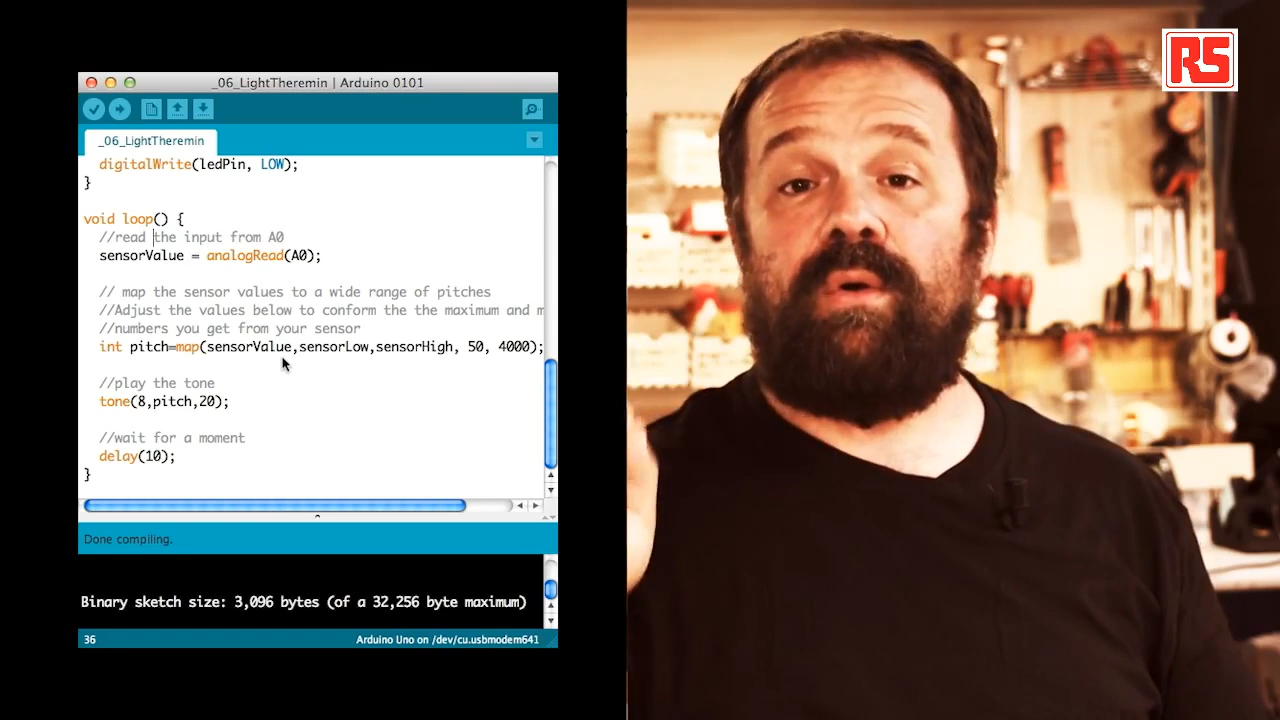 RS
_06_LightTheremin | Arduino 0101
_06_LightTheremin
digitalWrite(ledPin, LOW);
}
void loop() {
//read the input from A0
sensorValue = analogRead(A0);
// map the sensor values to a wide range of pitches
//Adjust the values below to conform the the maximum and m
//numbers you get from your sensor
int pitch=map(sensorValue,sensorLow,sensorHigh, 50, 4000);
//play the tone
tone(8,pitch,20);
//wait for a moment
delay(10);
}
Done compiling.
Binary sketch size: 3,096 bytes (of a 32,256 byte maximum)
36
Arduino Uno on /dev/cu.usbmodem641